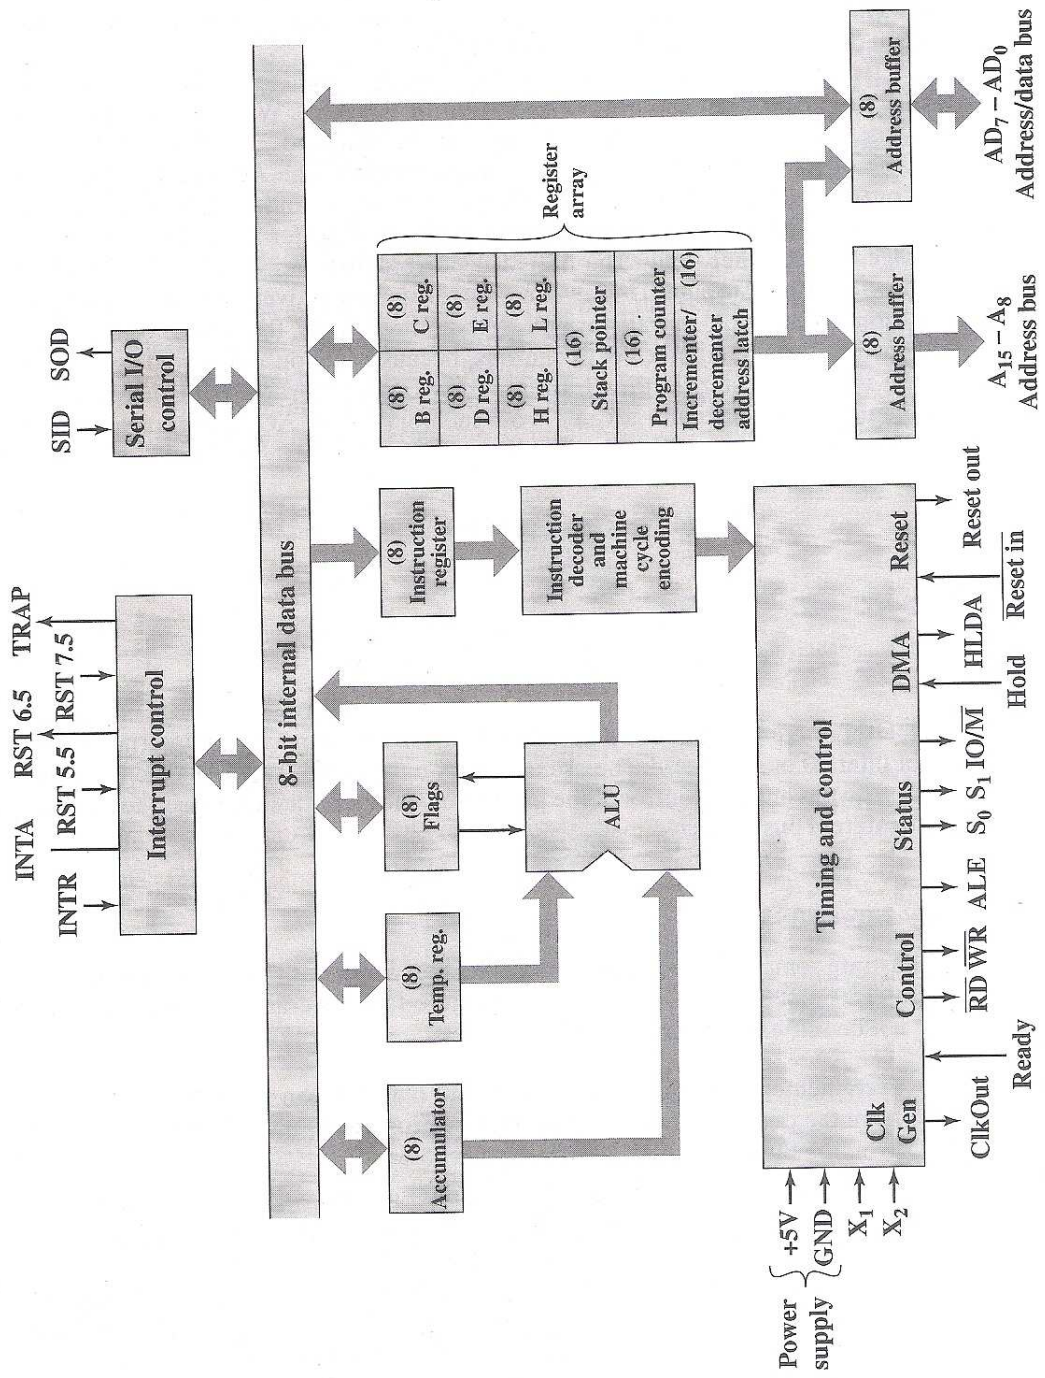 INTA RST 6.5 TRAP
INTR RST 5.5 RST 7.5
SID SOD
Interrupt control
Serial I/O
control
8-bit internal data bus
(8)
Accumulator
(8)
Temp. reg.
(8)
Flags
(8)
Instruction
register
(8)
B reg.
(8)
C reg.
(8)
D reg.
(8)
E reg.
(8)
H reg.
(8)
L reg.
(16)
Stack pointer
(16)
Program counter
Incrementer/ (16)
decrementer
address latch
Register
array
ALU
Instruction
decoder
and
machine
cycle
encoding
Power
supply
+5V
GND
X1
X2
Timing and control
Clk
Gen
Control
Status
DMA
Reset
ClkOut
Ready
R̅D̅ W̅R̅
ALE
S0 S1 IO/M̅
Hold
HLDA
R̅e̅s̅e̅t̅ ̅i̅n̅
Reset out
(8)
Address buffer
(8)
Address buffer
A15 – A8
Address bus
AD7 – AD0
Address/data bus